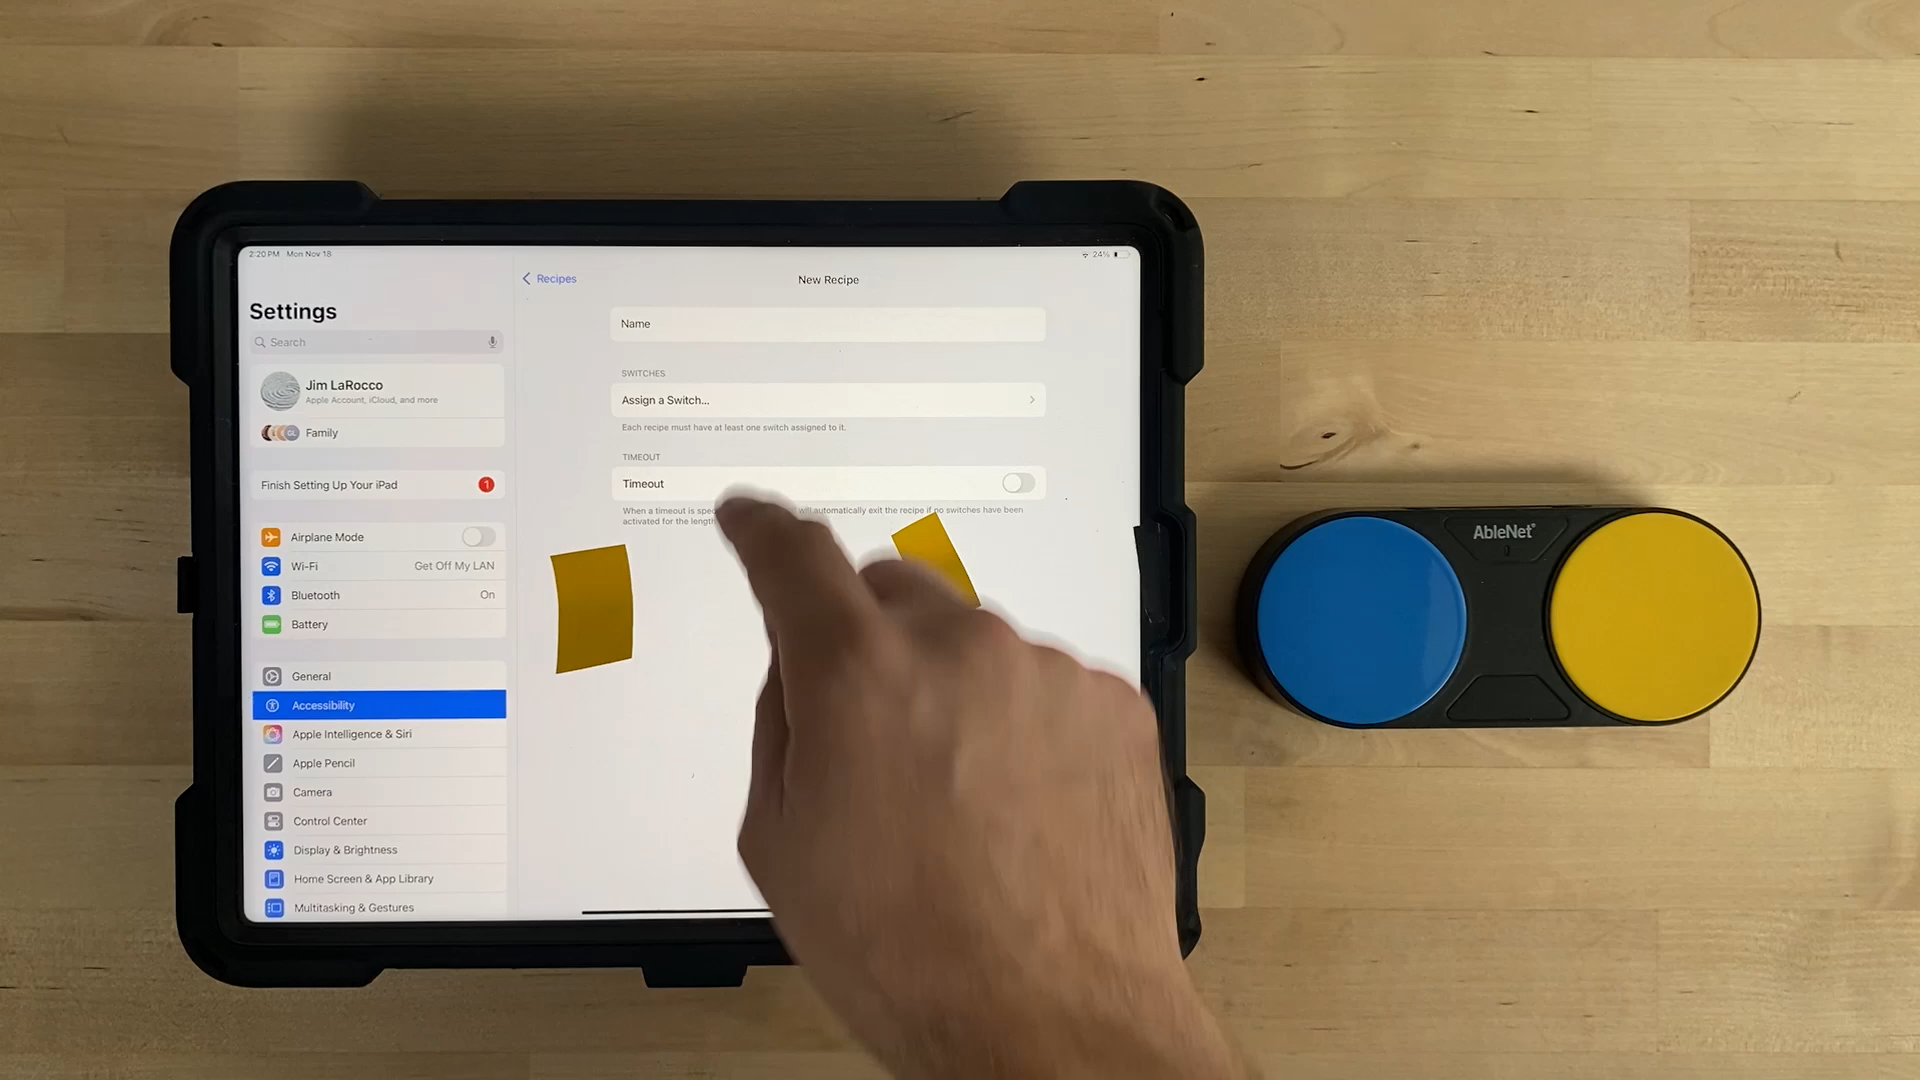 2:20 PM Mon Nov 18
24%
Settings
Search
Jim LaRocco
Apple Account, iCloud, and more
Family
Finish Setting Up Your iPad
1
Airplane Mode
Wi-Fi Get Off My LAN
Bluetooth On
Battery
General
Accessibility
Apple Intelligence & Siri
Apple Pencil
Camera
Control Center
Display & Brightness
Home Screen & App Library
Multitasking & Gestures
Recipes
New Recipe
Name
SWITCHES
Assign a Switch...
Each recipe must have at least one switch assigned to it.
TIMEOUT
Timeout
When a timeout is will automatically exit the recipe if no switches have been
activated for the length
AbleNet